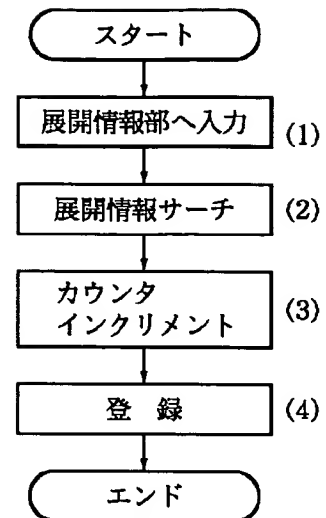 スタート
展開情報部へ入力 (1)
展開情報サーチ (2)
カウンタ
インクリメント (3)
登 録 (4)
エンド